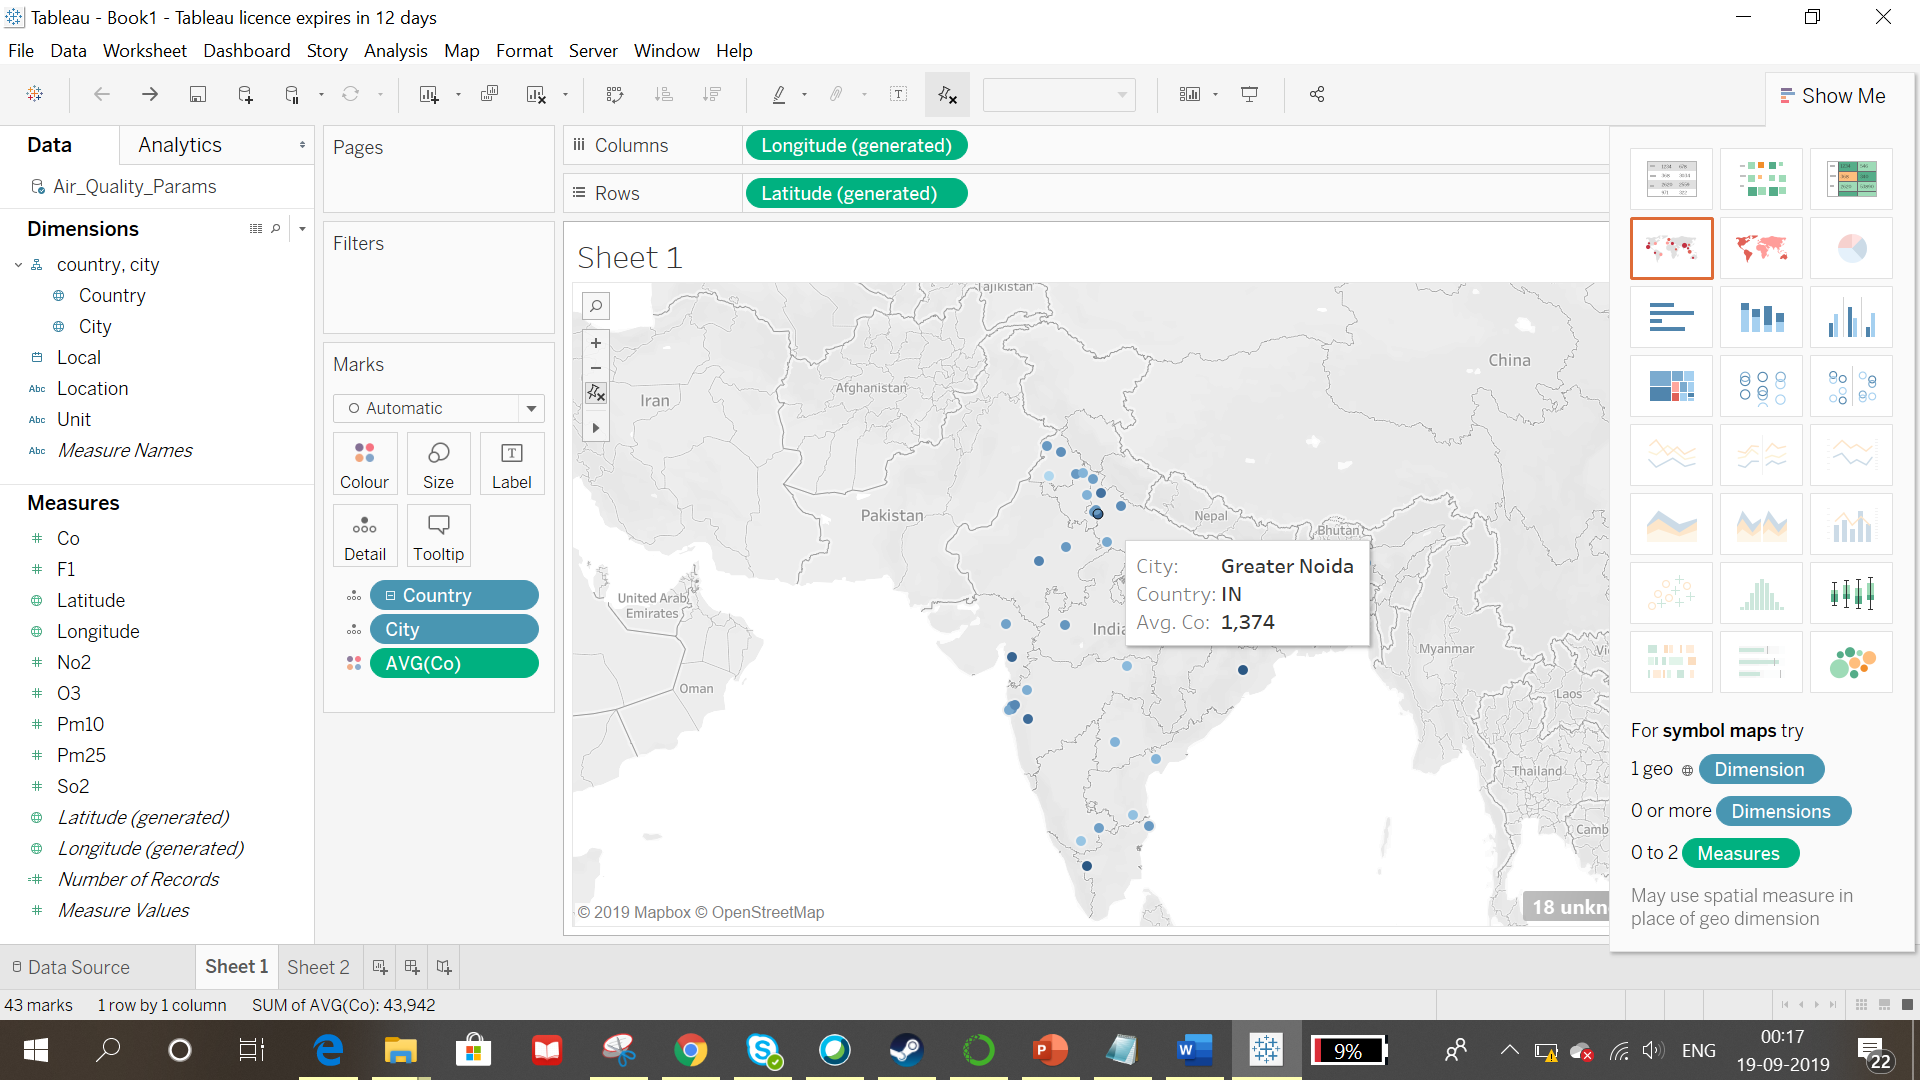 Tableau - Book1 - Tableau licence expires in 12 days
File Data Worksheet Dashboard Story Analysis Map Format Server Window Help
Show Me
Data
Analytics
Air_Quality_Params
Dimensions
country, city
Country
City
Local
Abc Location
Abc Unit
Abc Measure Names
Measures
Co
F1
Latitude
Longitude
No2
O3
Pm10
Pm25
So2
Latitude (generated)
Longitude (generated)
Number of Records
Measure Values
Pages
Filters
Marks
Automatic
Colour
Size
Label
Detail
Tooltip
Country
City
AVG(Co)
Columns
Longitude (generated)
Rows
Latitude (generated)
Sheet 1
Tajikistan
China
Afghanistan
Iran
Pakistan
Nepal
Bhutan
United Arab
Emirates
India
Myanmar
Oman
Laos
Thailand
City: Greater Noida
Country: IN
Avg. Co: 1,374
© 2019 Mapbox © OpenStreetMap
For symbol maps try
1 geo Dimension
0 or more Dimensions
0 to 2 Measures
May use spatial measure in
place of geo dimension
Data Source
Sheet 1
Sheet 2
43 marks
1 row by 1 column
SUM of AVG(Co): 43,942
9%
ENG
00:17
19-09-2019
22